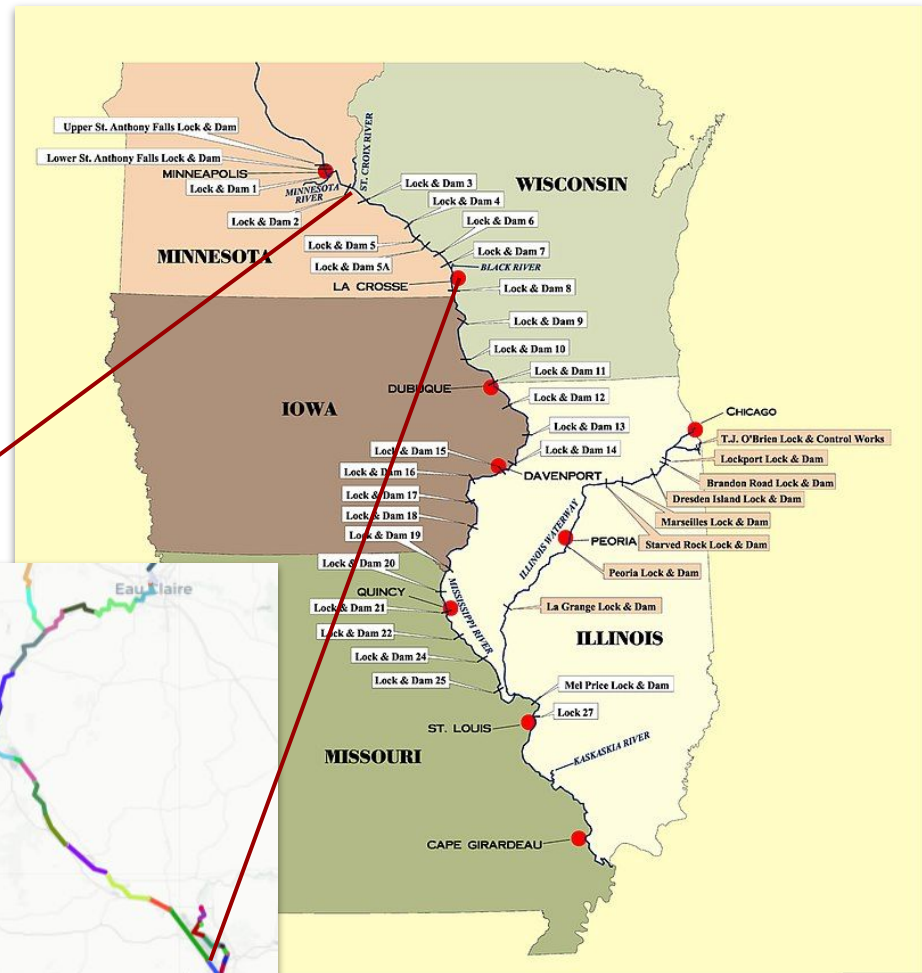 Upper St. Anthony Falls Lock & Dam
Lower St. Anthony Falls Lock & Dam
MINNEAPOLIS
Lock & Dam 1
MINNESOTA
RIVER
Lock & Dam 2
ST. CROIX RIVER
Lock & Dam 3
WISCONSIN
Lock & Dam 4
Lock & Dam 6
Lock & Dam 5
Lock & Dam 7
MINNESOTA
Lock & Dam 5A
BLACK RIVER
LA CROSSE
Lock & Dam 8
Lock & Dam 9
Lock & Dam 10
Lock & Dam 11
DUBUQUE
Lock & Dam 12
IOWA
CHICAGO
Lock & Dam 13
T.J. O'BRIEN Lock & Control Works
Lock & Dam 15
Lock & Dam 14
Lockport Lock & Dam
Lock & Dam 16
DAVENPORT
Brandon Road Lock & Dam
Lock & Dam 17
Dresden Island Lock & Dam
Lock & Dam 18
Marseilles Lock & Dam
Lock & Dam 19
ILLINOIS WATERWAY
PEORIA
Starved Rock Lock & Dam
Lock & Dam 20
Peoria Lock & Dam
Eau Claire
QUINCY
MISSISSIPPI RIVER
Lock & Dam 21
La Grange Lock & Dam
Lock & Dam 22
ILLINOIS
Lock & Dam 24
Lock & Dam 25
Mel Price Lock & Dam
Lock 27
ST. LOUIS
MISSOURI
KASKASKIA RIVER
CAPE GIRARDEAU